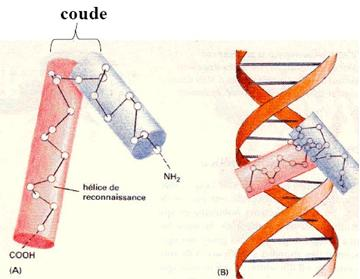 coude
NH₂
hélice de
reconnaissance
COOH
(A)
(B)